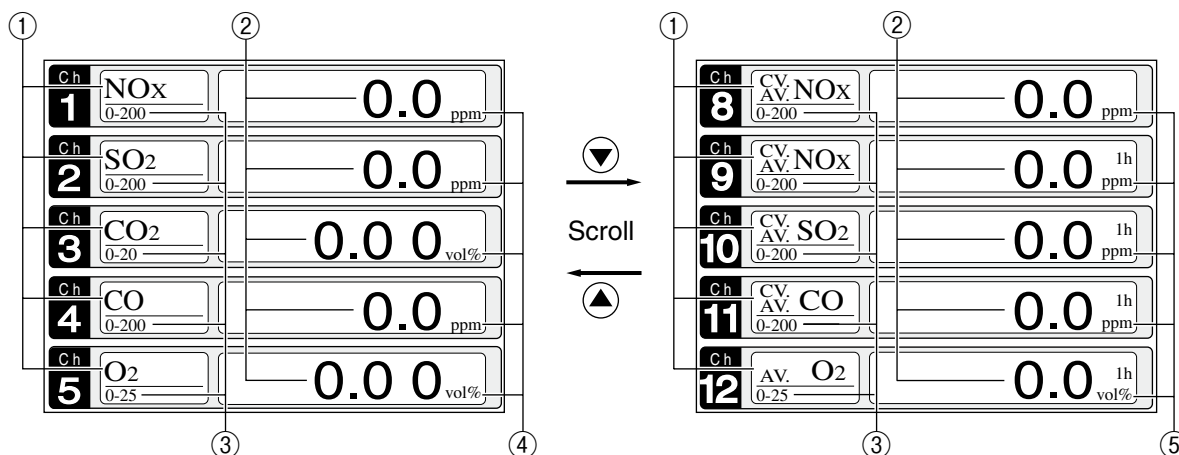 ① ②
Ch 1 NOx 0-200 0.0 ppm
Ch 2 SO2 0-200 0.0 ppm
Ch 3 CO2 0-20 0.00 vol%
Ch 4 CO 0-200 0.0 ppm
Ch 5 O2 0-25 0.00 vol%
③ ④
▼
Scroll
▲
① ②
Ch 8 CV. AV. NOx 0-200 0.0 ppm
Ch 9 CV. AV. NOx 0-200 0.0 1h ppm
Ch 10 CV. AV. SO2 0-200 0.0 1h ppm
Ch 11 CV. AV. CO 0-200 0.0 1h ppm
Ch 12 AV. O2 0-25 0.0 1h vol%
③ ⑤